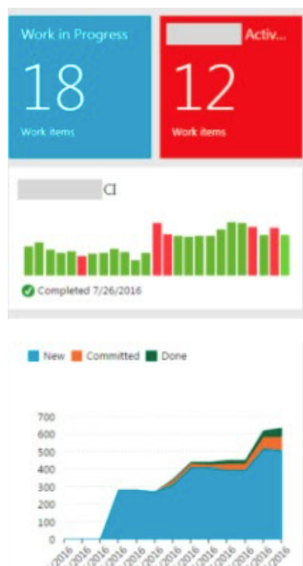 Work in Progress
Activ...
18
12
Work items
Work items
CI
Completed 7/26/2016
New Committed Done
700
600
500
400
300
200
100
0